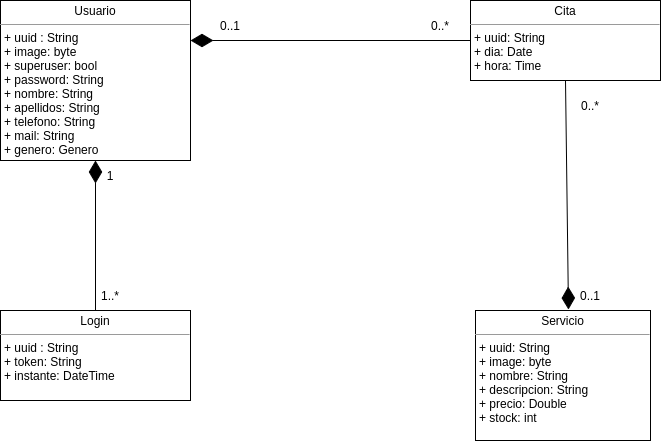 Usuario
+ uuid : String
+ image: byte
+ superuser: bool
+ password: String
+ nombre: String
+ apellidos: String
+ telefono: String
+ mail: String
+ genero: Genero
0..1
0..*
Cita
+ uuid: String
+ dia: Date
+ hora: Time
0..*
1
1..*
0..1
Login
+ uuid : String
+ token: String
+ instante: DateTime
Servicio
+ uuid: String
+ image: byte
+ nombre: String
+ descripcion: String
+ precio: Double
+ stock: int